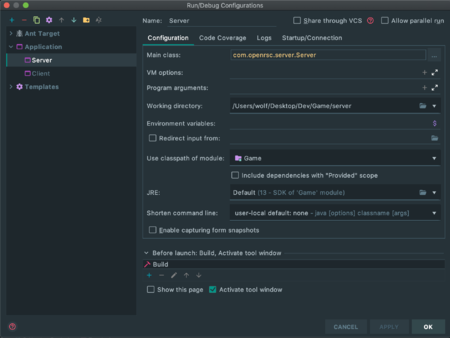 Run/Debug Configurations
Name: Server
Share through VCS
Allow parallel run
Ant Target
Application
Server
Client
Templates
Configuration Code Coverage Logs Startup/Connection
Main class: com.openrsc.server.Server
VM options:
Program arguments:
Working directory: /Users/wolf/Desktop/Dev/Game/server
Environment variables:
Redirect input from:
Use classpath of module: Game
Include dependencies with "Provided" scope
JRE: Default (13 - SDK of 'Game' module)
Shorten command line: user-local default: none - java [options] classname [args]
Enable capturing form snapshots
Before launch: Build, Activate tool window
Build
Show this page Activate tool window
CANCEL APPLY OK